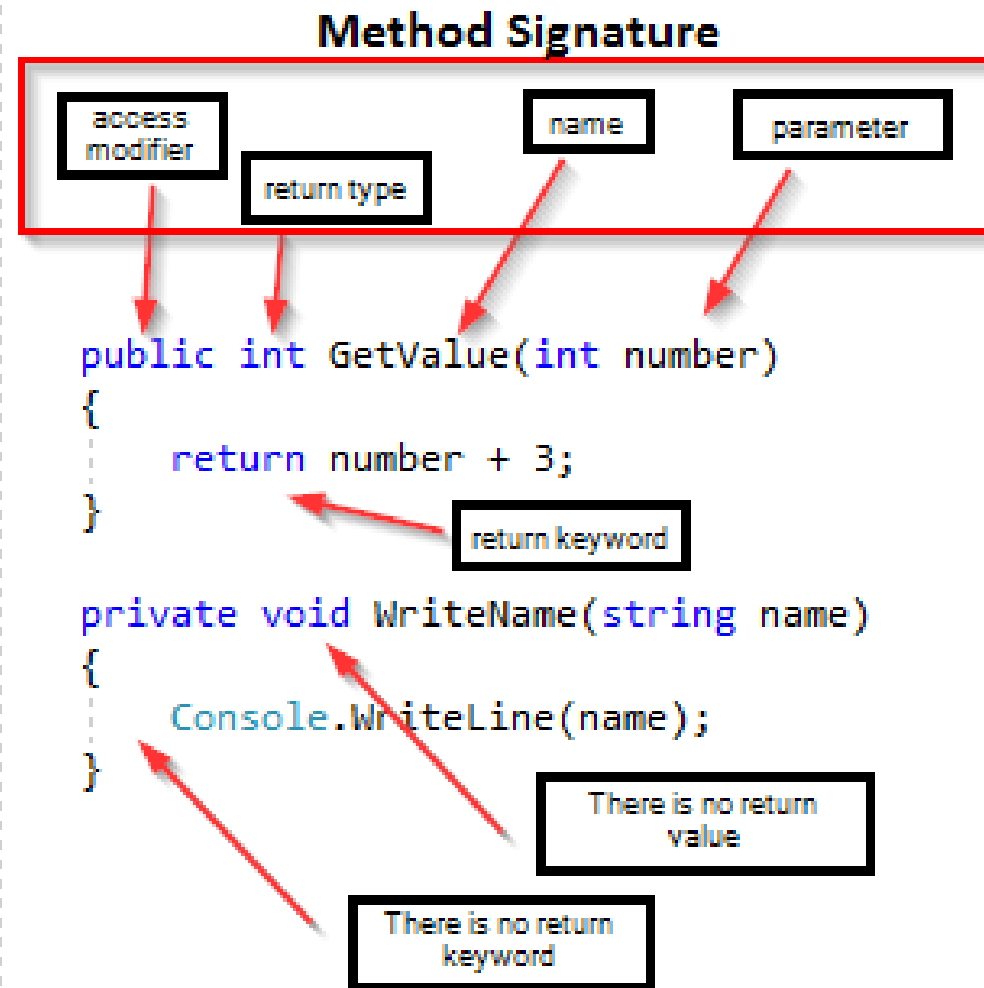 Method Signature
access
modifier
return type
name
parameter
public int GetValue(int number)
{
return number + 3;
}
return keyword
private void WriteName(string name)
{
Console.WriteLine(name);
}
There is no return
value
There is no return
keyword